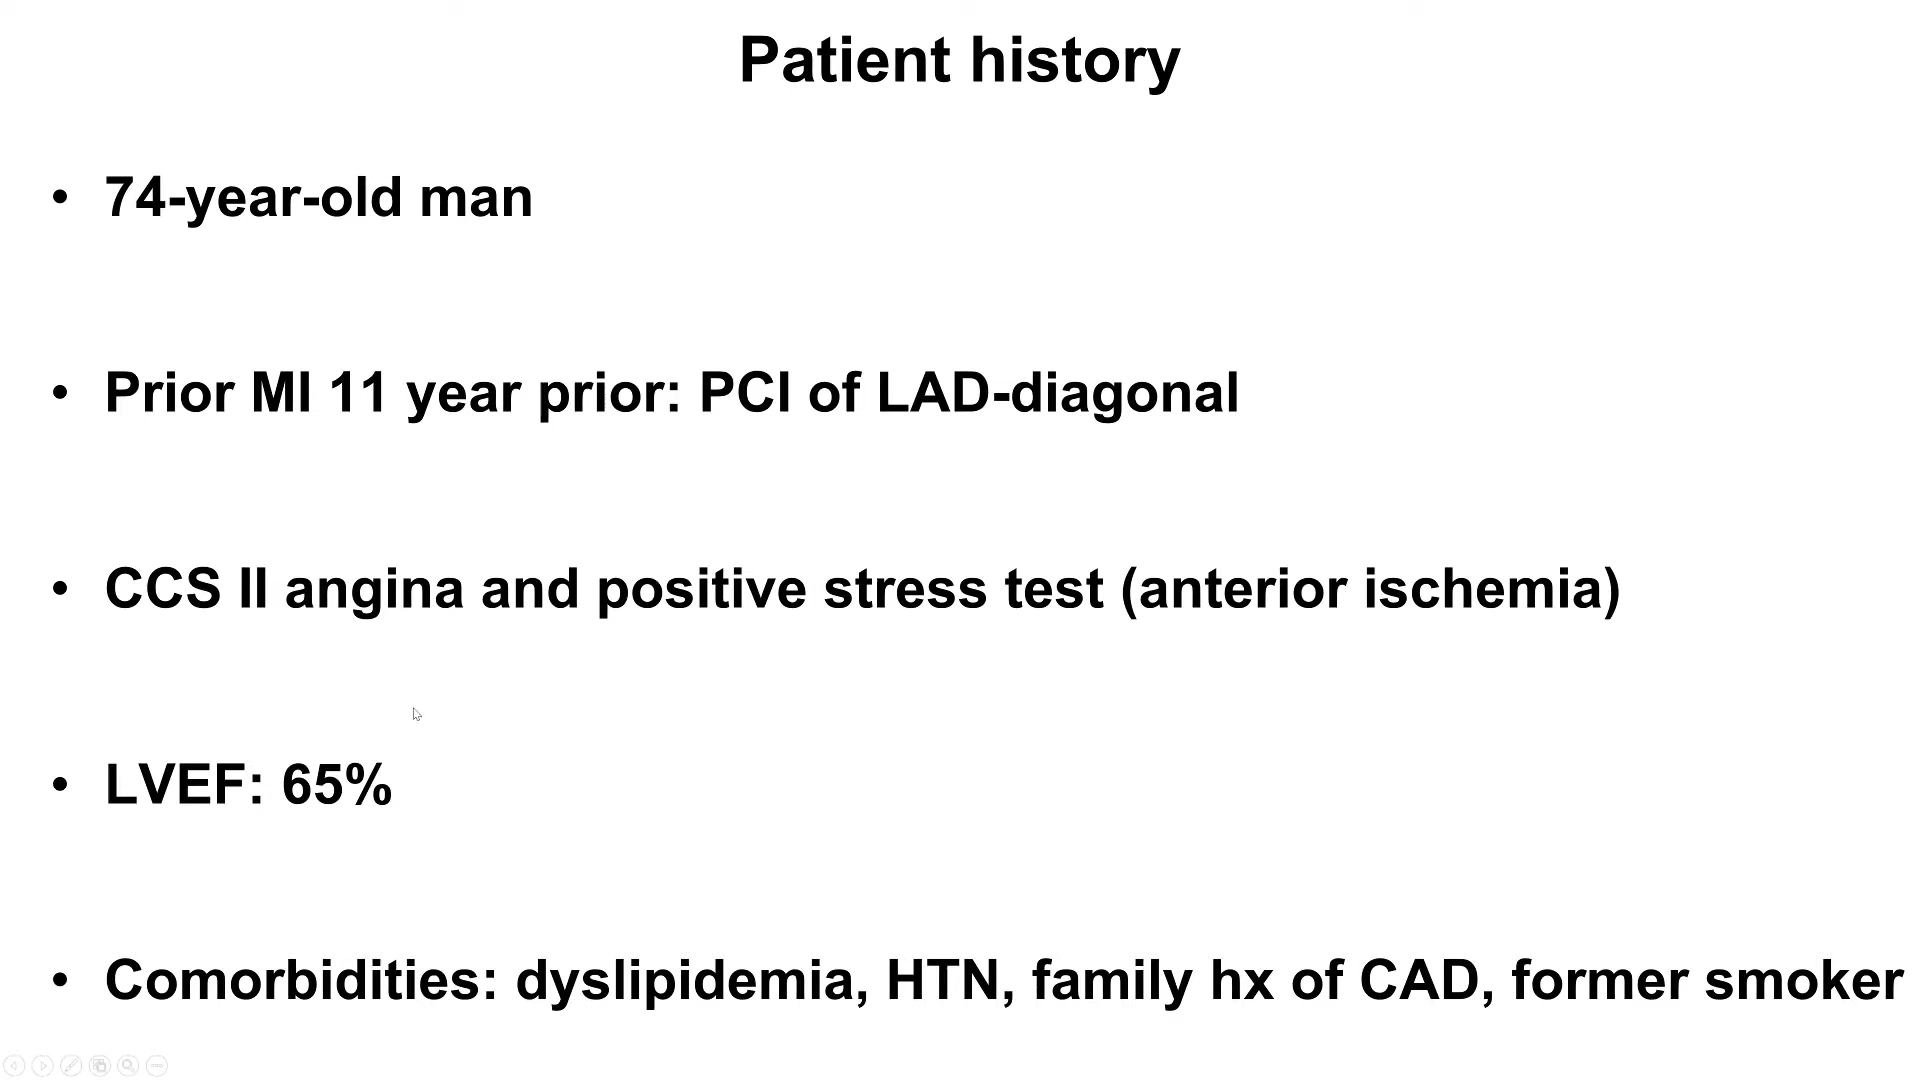 Patient history
• 74-year-old man
• Prior MI 11 year prior: PCI of LAD-diagonal
• CCS II angina and positive stress test (anterior ischemia)
• LVEF: 65%
• Comorbidities: dyslipidemia, HTN, family hx of CAD, former smoker